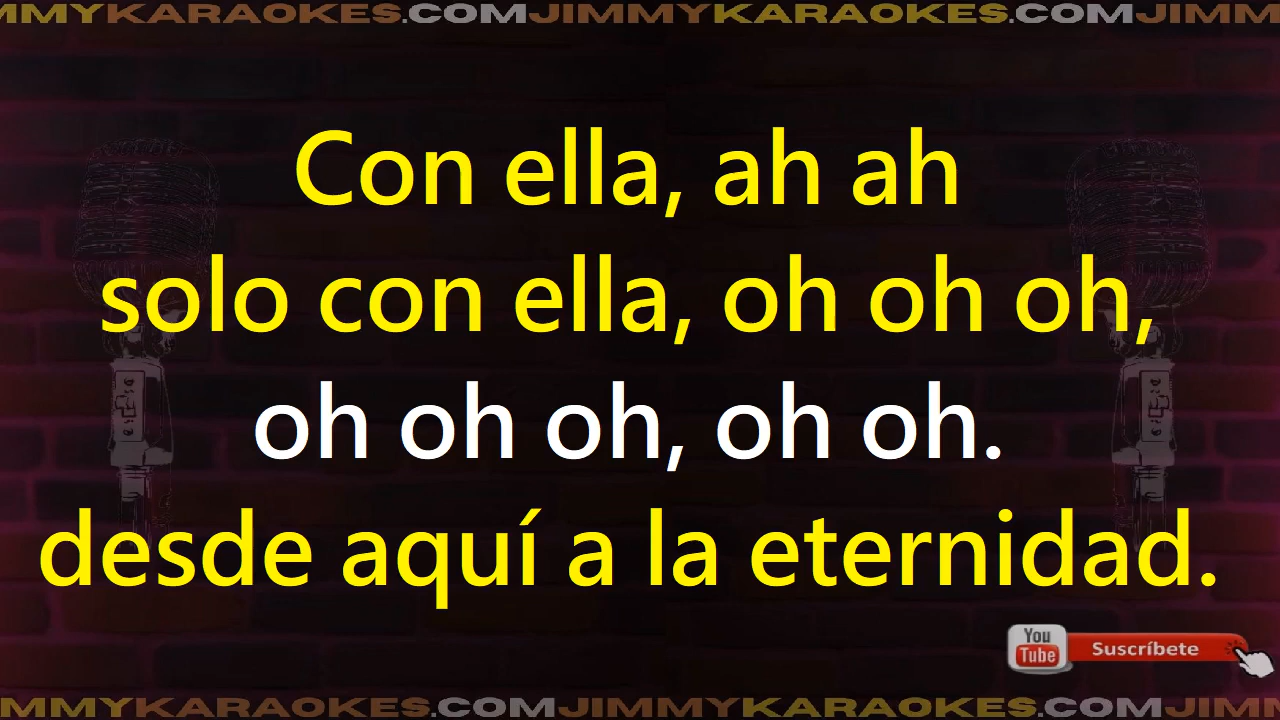 MMYKARAOKES.COMJIMMYKARAOKES.COMJIMM
Con ella, ah ah
solo con ella, oh oh oh,
oh oh oh, oh oh.
desde aquí a la eternidad.
You
Tube
Suscríbete
MMYKARAOKES.COMJIMMYKARAOKES.COMJIMM